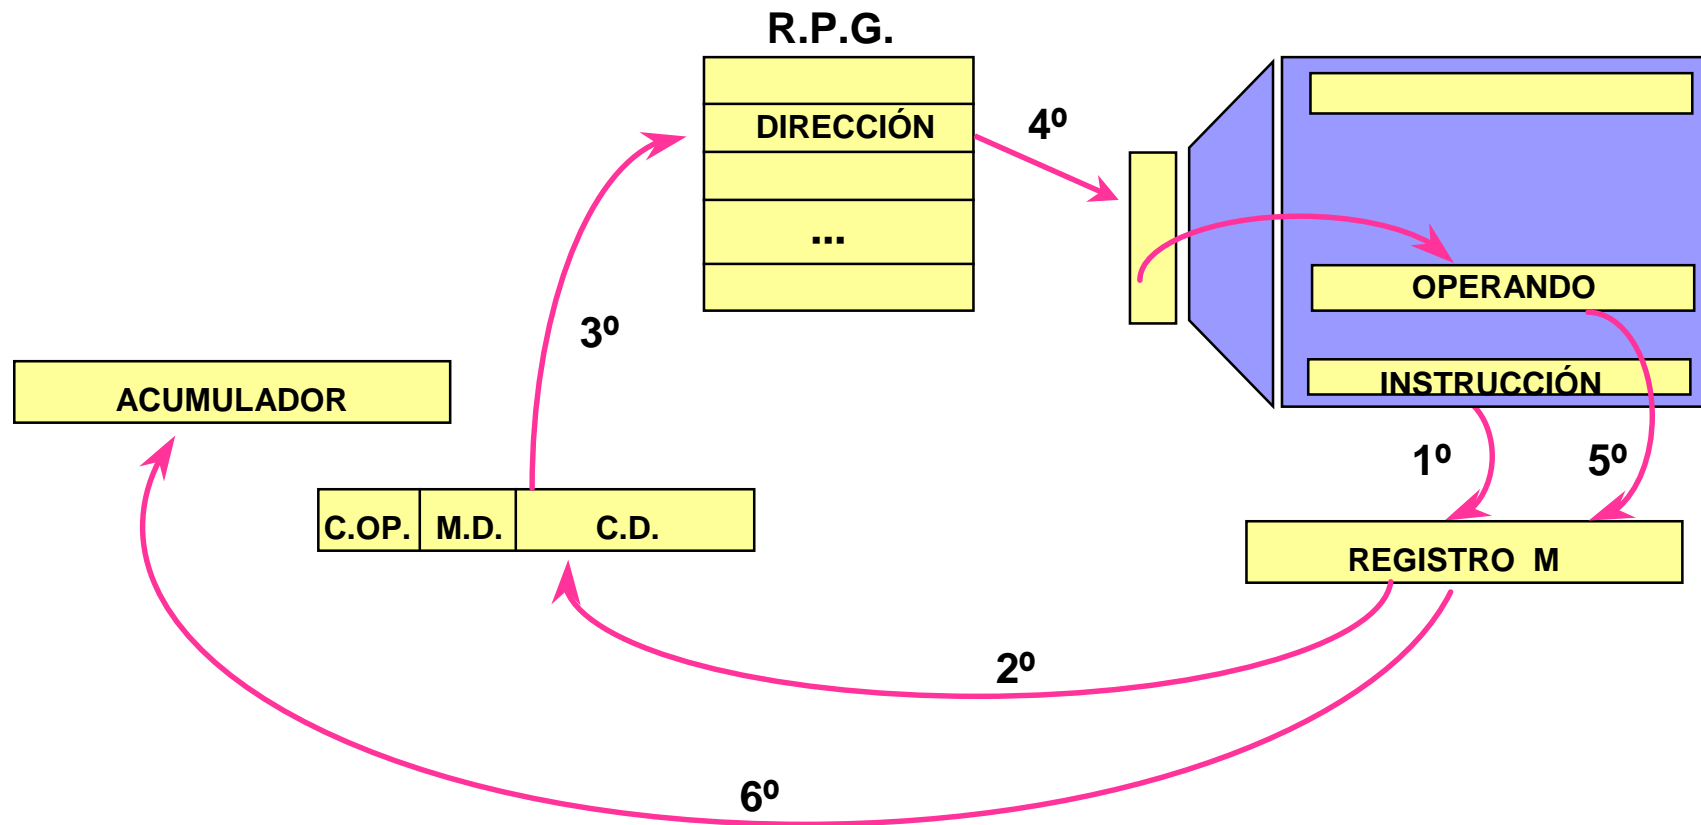 R.P.G.
DIRECCIÓN
4º
...
OPERANDO
3º
ACUMULADOR
INSTRUCCIÓN
1º
5º
C.OP.
M.D.
C.D.
REGISTRO M
2º
6º